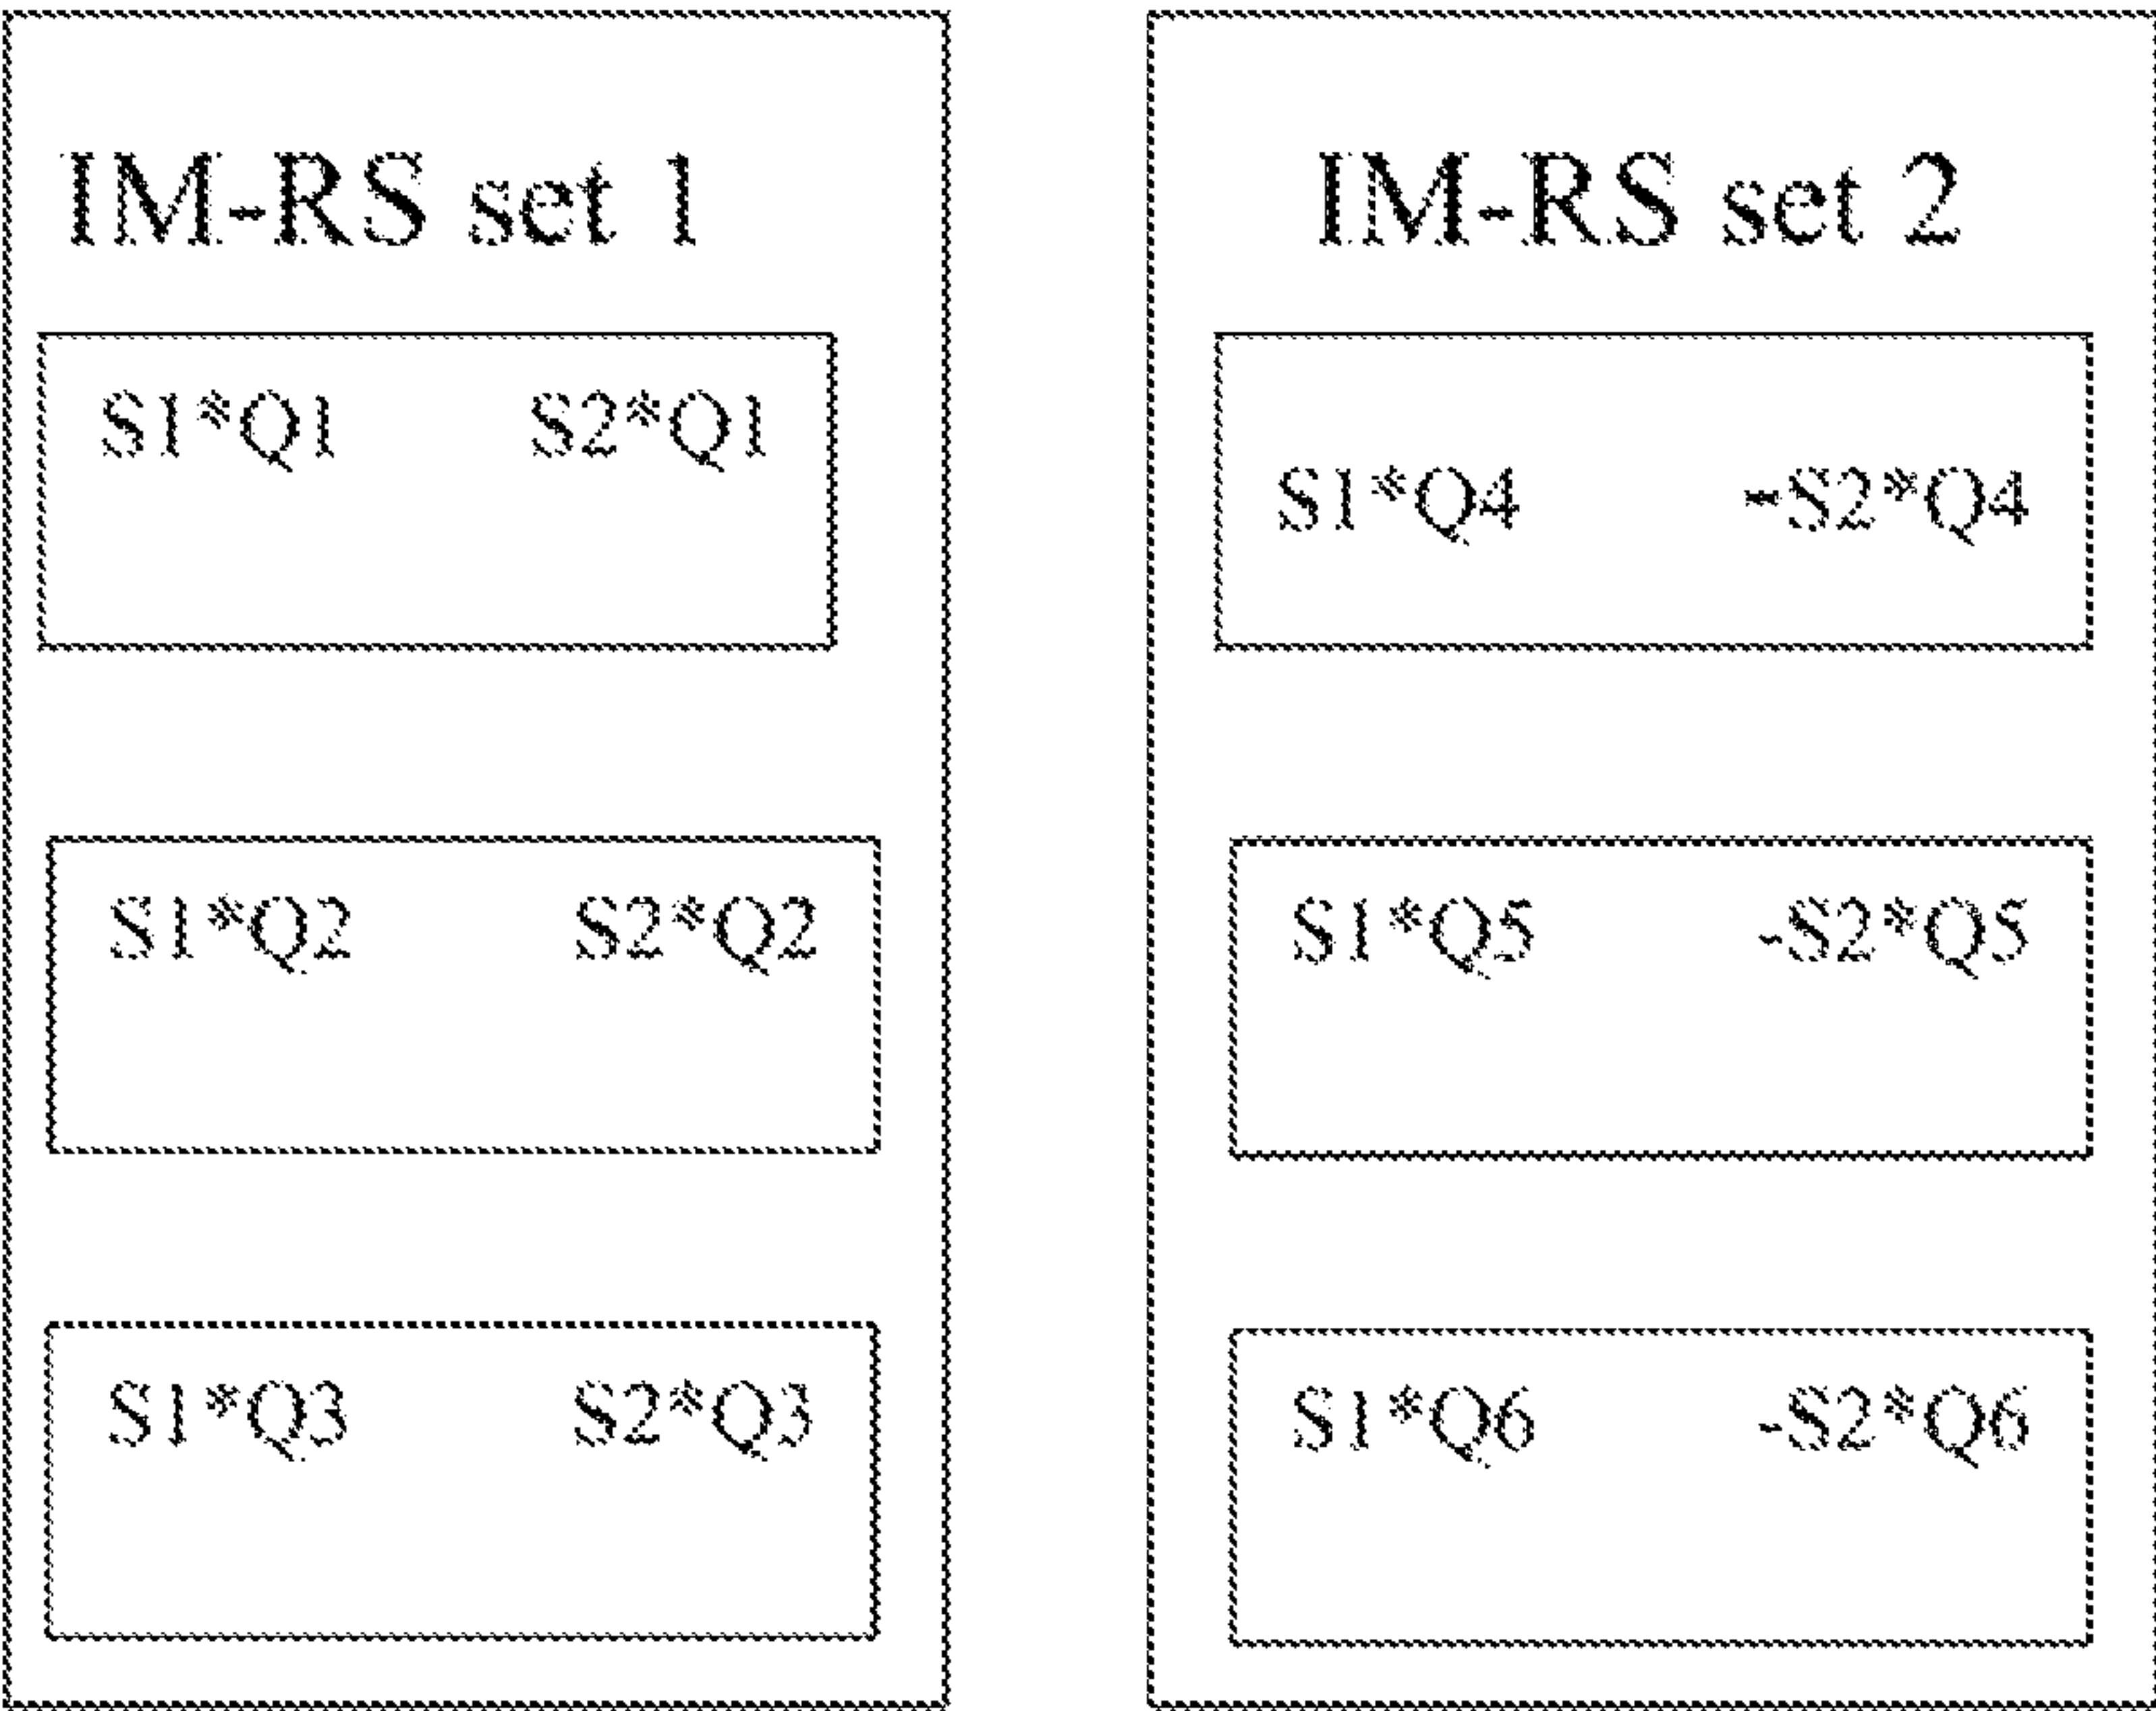 IM-RS set 1
S1*Q1 S2*Q1
S1*Q2 S2*Q2
S1*Q3 S2*Q3
IM-RS set 2
S1*Q4 -S2*Q4
S1*Q5 -S2*Q5
S1*Q6 -S2*Q6